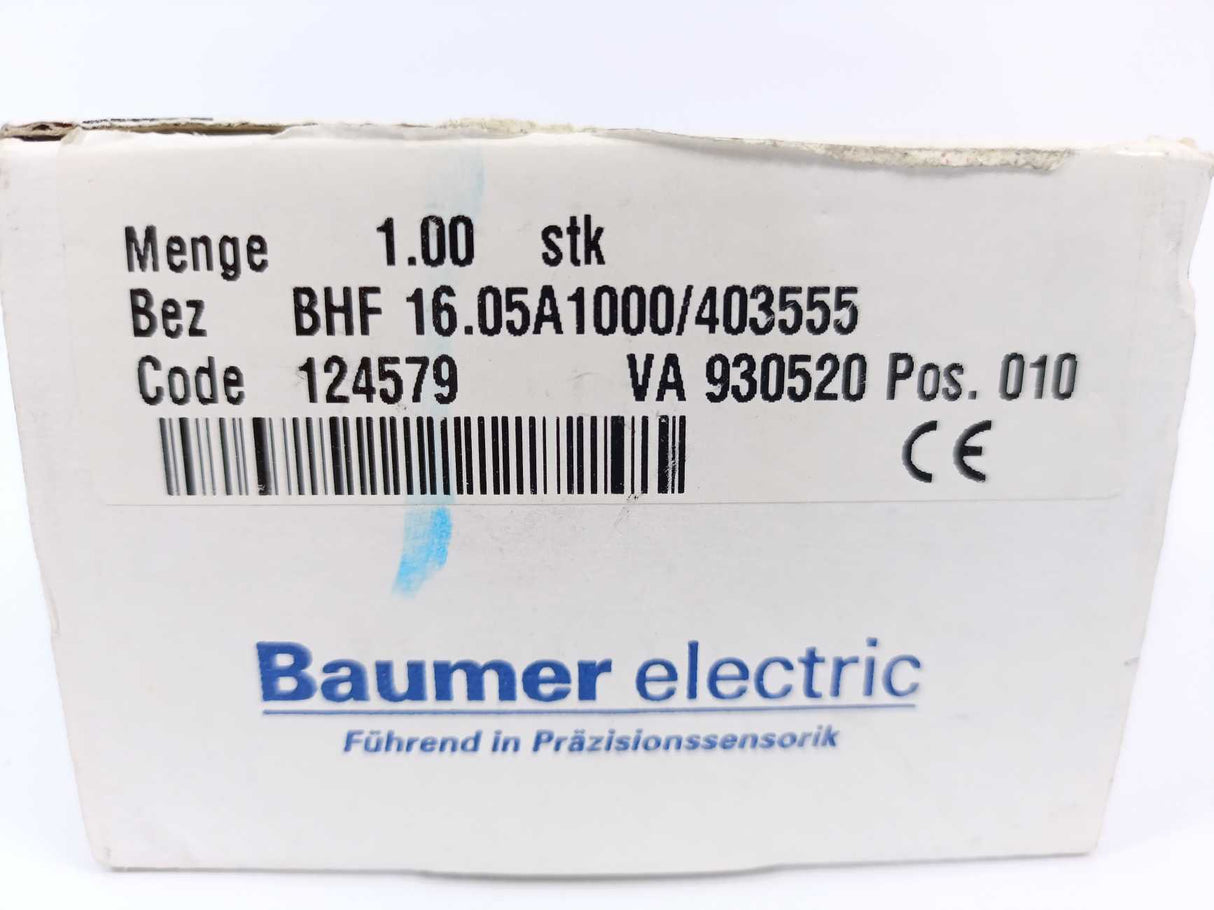 Menge 1.00 stk
Bez BHF 16.05A1000/403555
Code 124579 VA 930520 Pos. 010
CE
Baumer electric
Führend in Präzisionssensorik